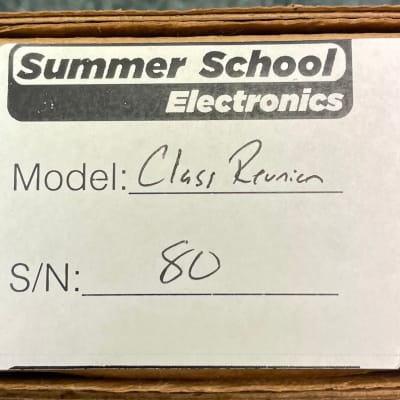 Summer School
Electronics
Model: Class Reunion
S/N: 80